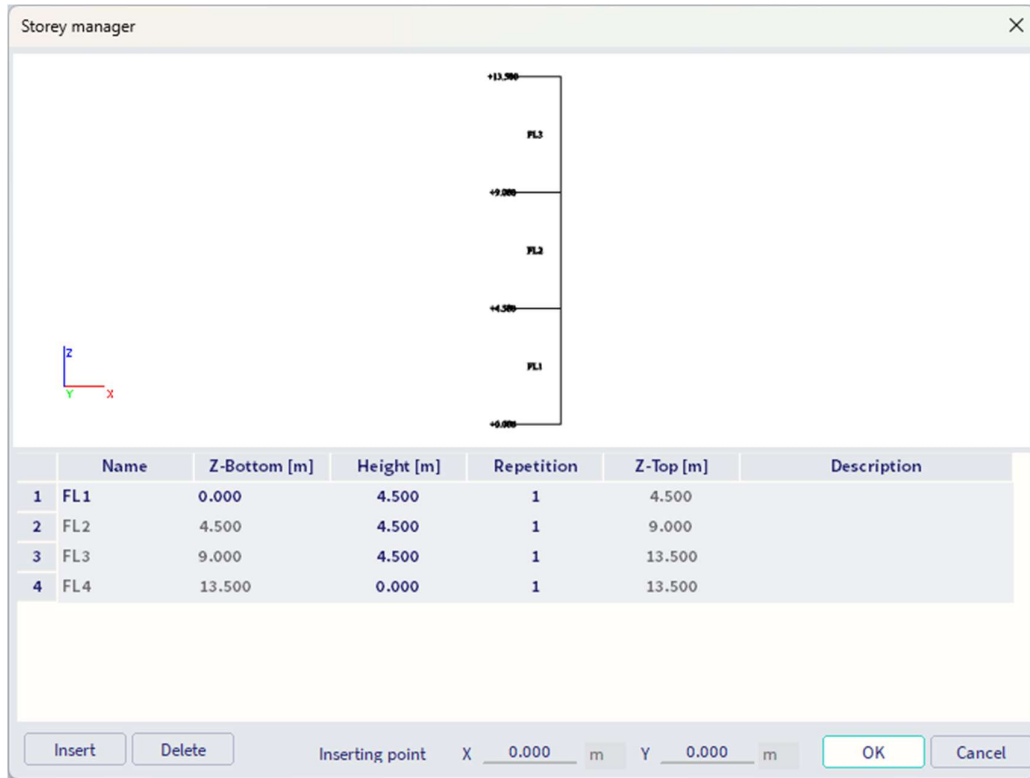 Storey manager
+13.500
FL3
+9.000
FL2
+4.500
FL1
+0.000
Z
Y X
Name Z-Bottom [m] Height [m] Repetition Z-Top [m] Description
1 FL1 0.000 4.500 1 4.500
2 FL2 4.500 4.500 1 9.000
3 FL3 9.000 4.500 1 13.500
4 FL4 13.500 0.000 1 13.500
Insert Delete Inserting point X 0.000 m Y 0.000 m OK Cancel